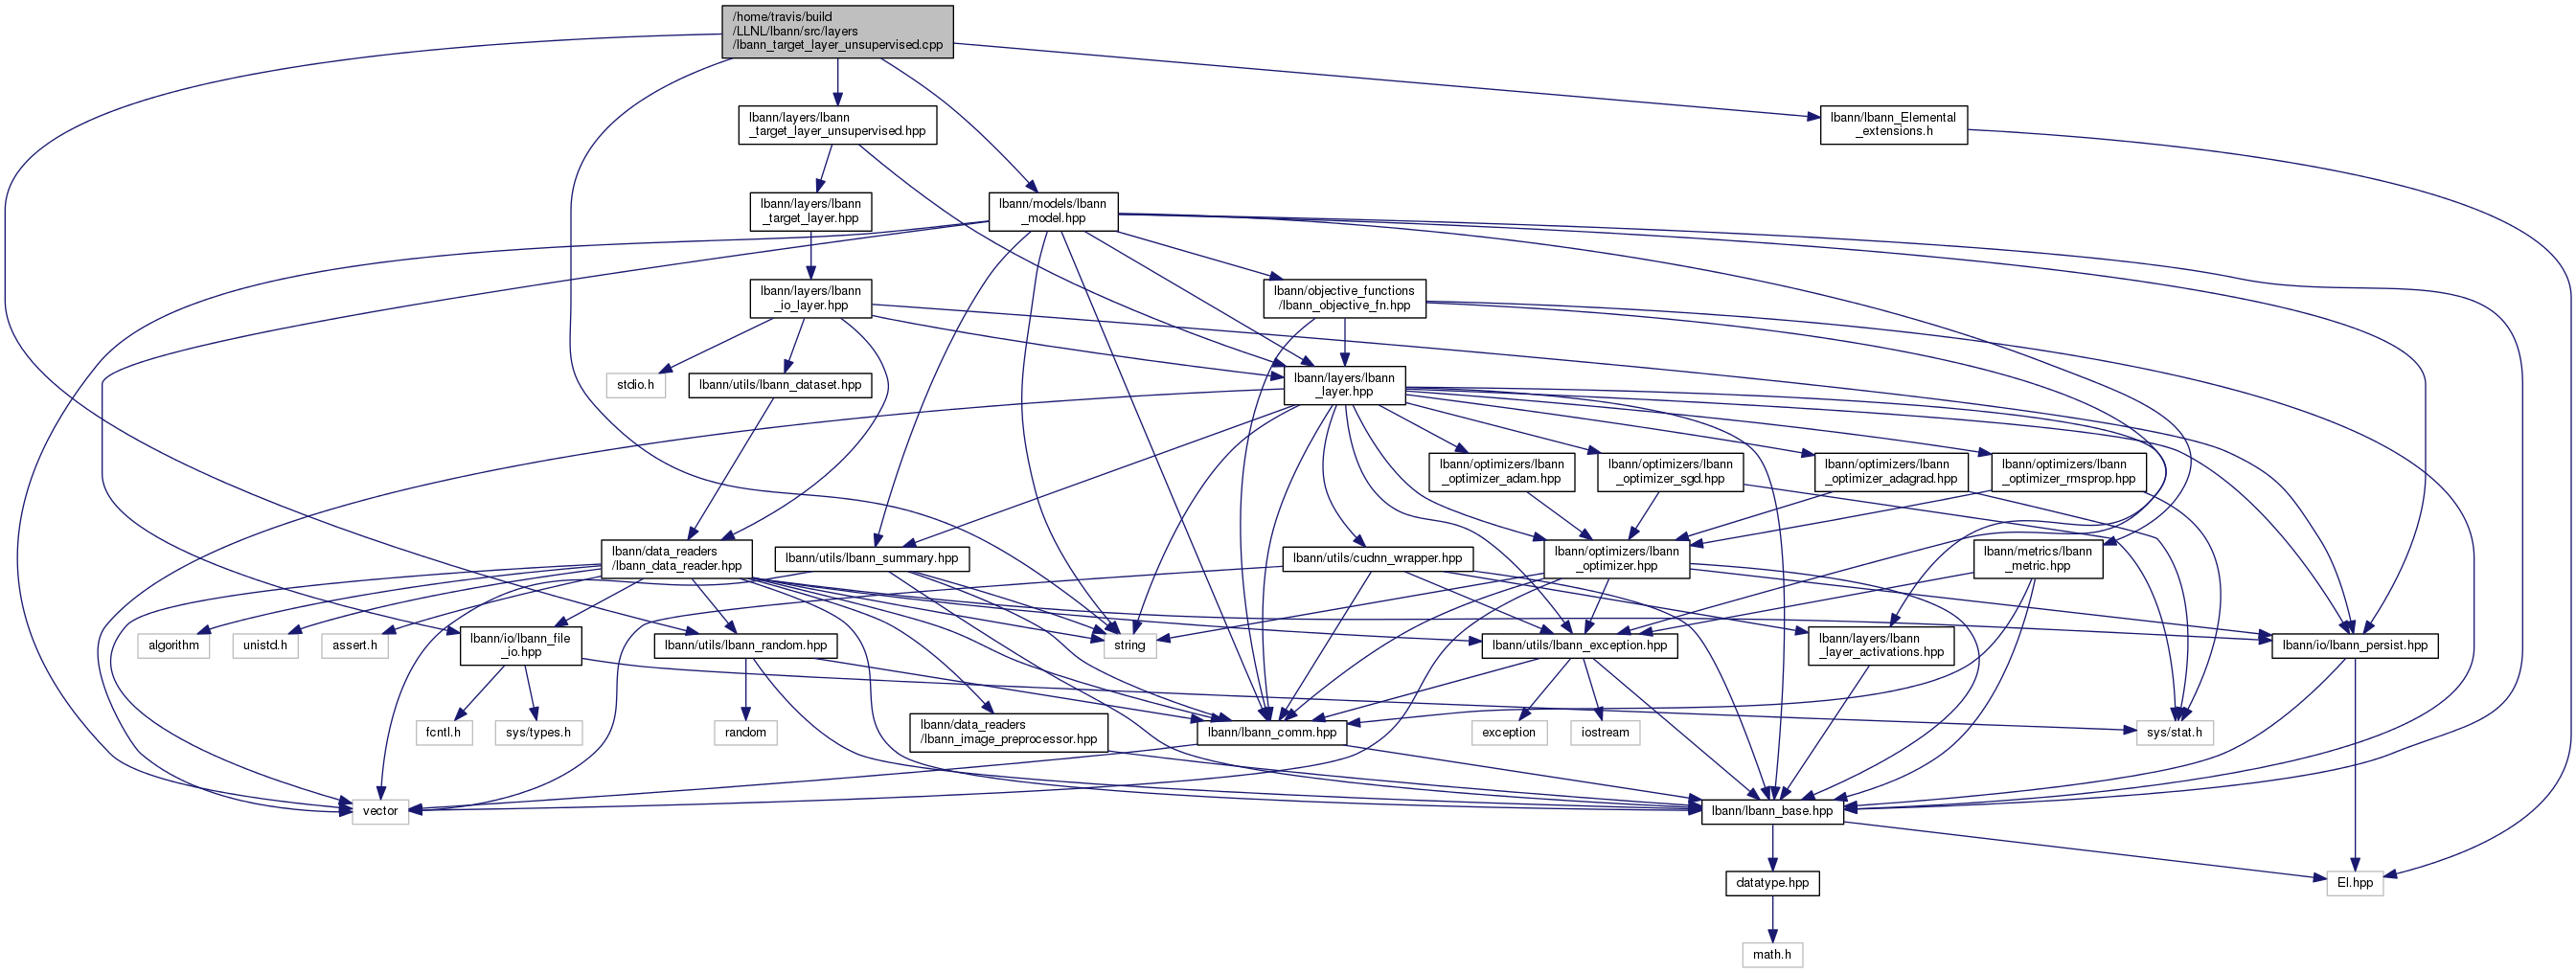 /home/travis/build
/LLNL/lbann/src/layers
/lbann_target_layer_unsupervised.cpp
lbann/layers/lbann
_target_layer_unsupervised.hpp
lbann/lbann_Elemental
_extensions.h
lbann/layers/lbann
_target_layer.hpp
lbann/models/lbann
_model.hpp
lbann/layers/lbann
_io_layer.hpp
lbann/objective_functions
/lbann_objective_fn.hpp
stdio.h
lbann/utils/lbann_dataset.hpp
lbann/layers/lbann
_layer.hpp
lbann/optimizers/lbann
_optimizer_adam.hpp
lbann/optimizers/lbann
_optimizer_sgd.hpp
lbann/optimizers/lbann
_optimizer_adagrad.hpp
lbann/optimizers/lbann
_optimizer_rmsprop.hpp
lbann/data_readers
/lbann_data_reader.hpp
lbann/utils/lbann_summary.hpp
lbann/utils/cudnn_wrapper.hpp
lbann/optimizers/lbann
_optimizer.hpp
lbann/metrics/lbann
_metric.hpp
algorithm
unistd.h
assert.h
lbann/io/lbann_file
_io.hpp
lbann/utils/lbann_random.hpp
string
lbann/utils/lbann_exception.hpp
lbann/layers/lbann
_layer_activations.hpp
lbann/io/lbann_persist.hpp
fcntl.h
sys/types.h
random
lbann/data_readers
/lbann_image_preprocessor.hpp
lbann/lbann_comm.hpp
exception
iostream
sys/stat.h
vector
lbann/lbann_base.hpp
datatype.hpp
El.hpp
math.h